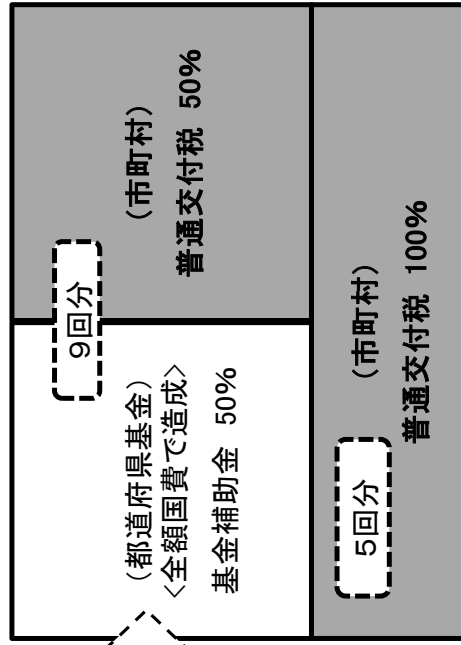 9回分
(都道府県基金)
<全額国費で造成>
基金補助金 50%
(市町村)
普通交付税 50%
5回分
(市町村)
普通交付税 100%